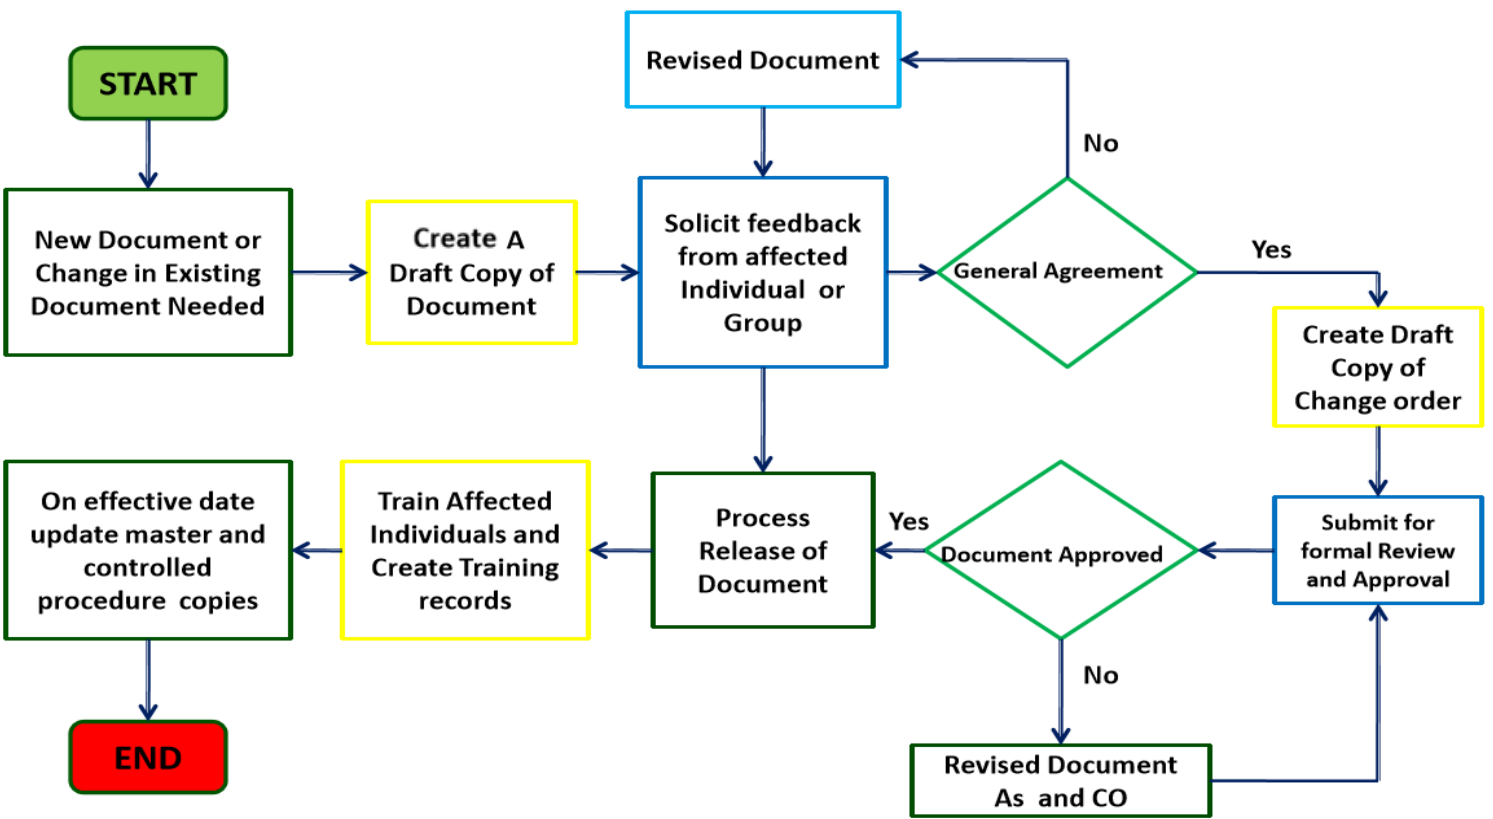 START
New Document or
Change in Existing
Document Needed
Create A
Draft Copy of
Document
Revised Document
Solicit feedback
from affected
Individual or
Group
General Agreement
No
Yes
Create Draft
Copy of
Change order
Submit for
formal Review
and Approval
Document Approved
No
Revised Document
As and CO
Yes
Process
Release of
Document
Train Affected
Individuals and
Create Training
records
On effective date
update master and
controlled
procedure copies
END